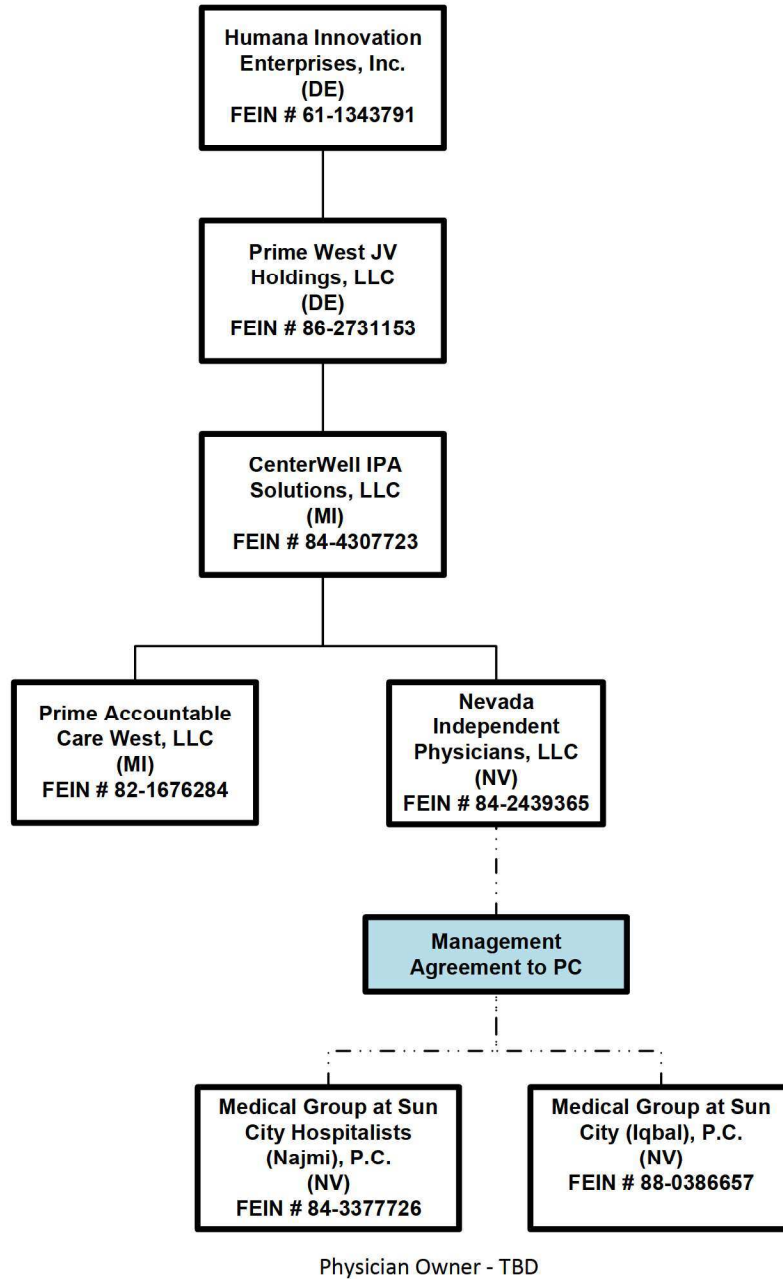 Humana Innovation
Enterprises, Inc.
(DE)
FEIN # 61-1343791
Prime West JV
Holdings, LLC
(DE)
FEIN # 86-2731153
CenterWell IPA
Solutions, LLC
(MI)
FEIN # 84-4307723
Prime Accountable
Care West, LLC
(MI)
FEIN # 82-1676284
Nevada
Independent
Physicians, LLC
(NV)
FEIN # 84-2439365
Management
Agreement to PC
Medical Group at Sun
City Hospitalists
(Najmi), P.C.
(NV)
FEIN # 84-3377726
Medical Group at Sun
City (Iqbal), P.C.
(NV)
FEIN # 88-0386657
Physician Owner - TBD